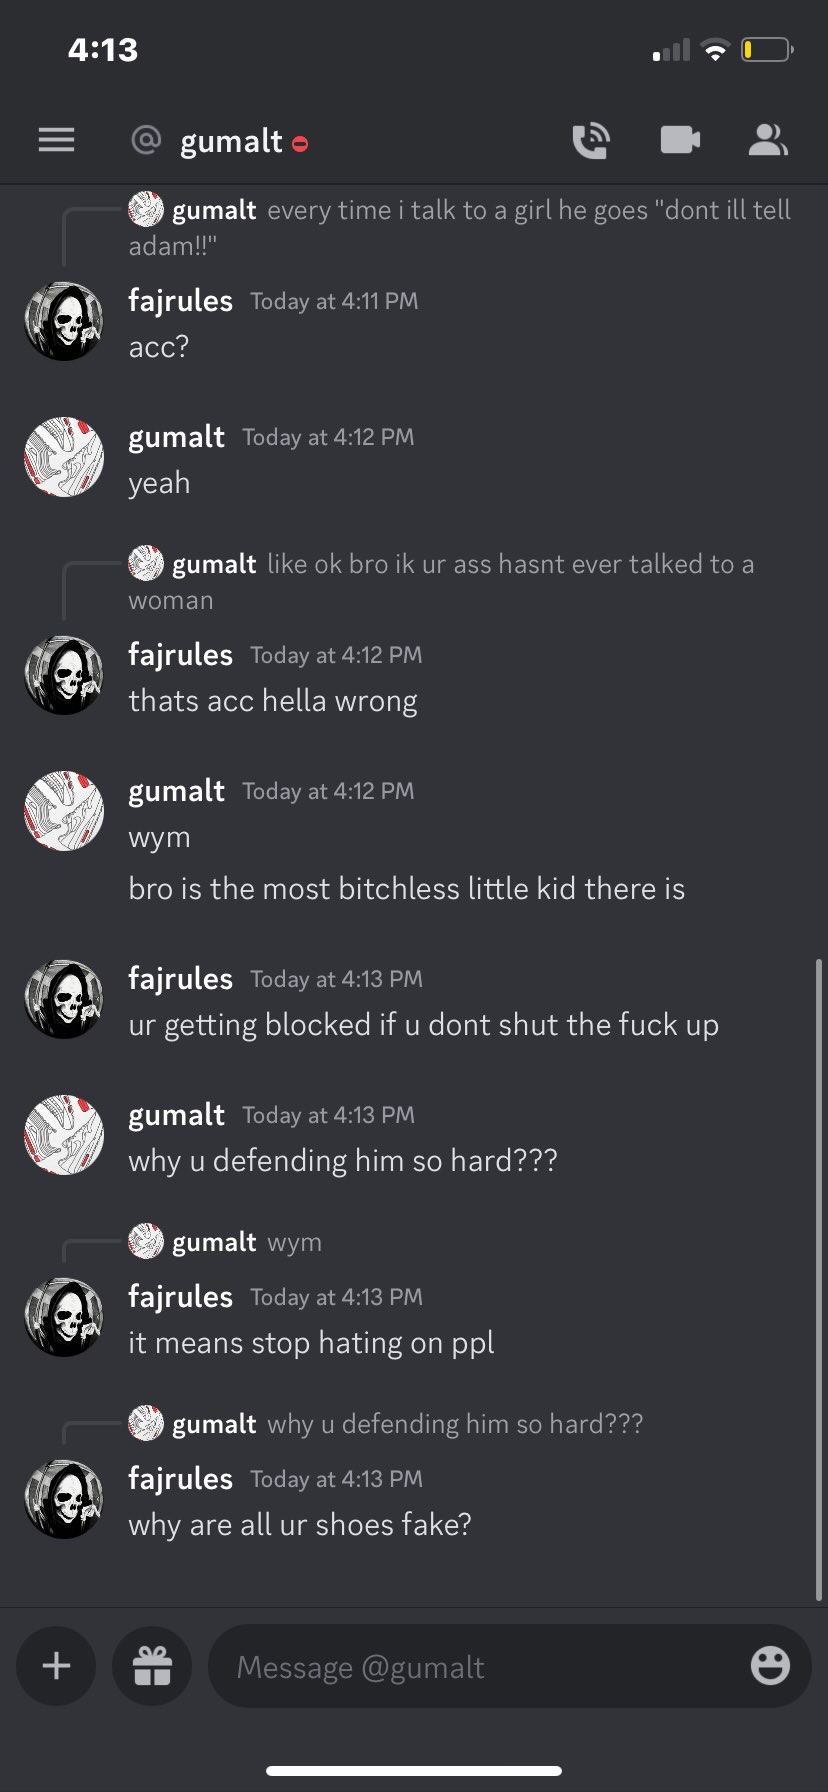 4:13
@ gumalt
gumalt every time i talk to a girl he goes "dont ill tell
adam!!"
fajrules Today at 4:11 PM
acc?
gumalt Today at 4:12 PM
yeah
gumalt like ok bro ik ur ass hasnt ever talked to a
woman
fajrules Today at 4:12 PM
thats acc hella wrong
gumalt Today at 4:12 PM
wym
bro is the most bitchless little kid there is
fajrules Today at 4:13 PM
ur getting blocked if u dont shut the fuck up
gumalt Today at 4:13 PM
why u defending him so hard???
gumalt wym
fajrules Today at 4:13 PM
it means stop hating on ppl
gumalt why u defending him so hard???
fajrules Today at 4:13 PM
why are all ur shoes fake?
Message @gumalt